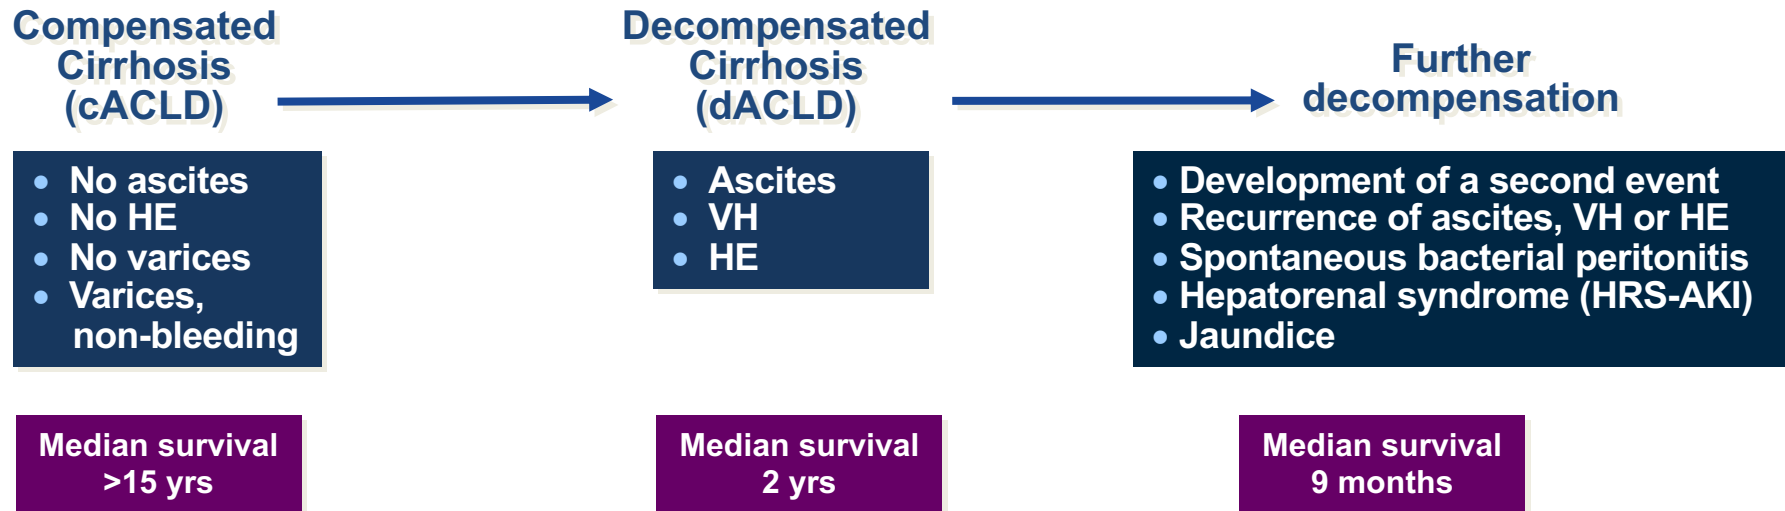 Compensated
Cirrhosis
(cACLD)
Decompensated
Cirrhosis
(dACLD)
Further
decompensation
• No ascites
• No HE
• No varices
• Varices,
non-bleeding
• Ascites
• VH
• HE
• Development of a second event
• Recurrence of ascites, VH or HE
• Spontaneous bacterial peritonitis
• Hepatorenal syndrome (HRS-AKI)
• Jaundice
Median survival
>15 yrs
Median survival
2 yrs
Median survival
9 months